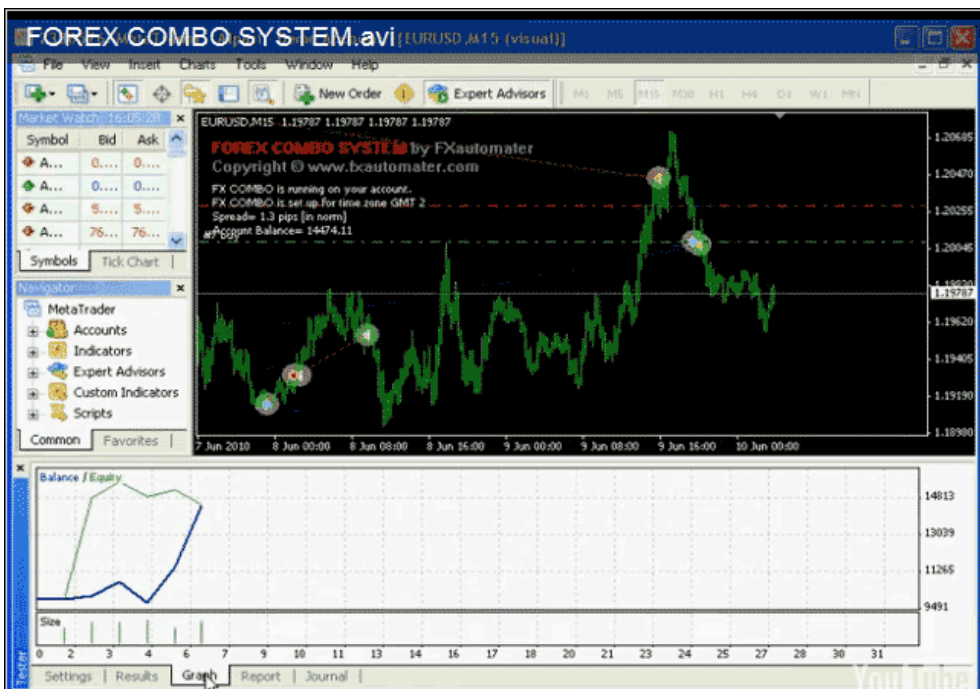 FOREX COMBO SYSTEM.avi
[EURUSD,M15 (visual)]
File View Insert Charts Tools Window Help
New Order Expert Advisors M1 M5 M15 M30 H1 H4 D1 W1 MN
Market Watch: 16:05:28
Symbol Bid Ask
A... 0.... 0....
A... 0.... 0....
A... 5.... 5....
A... 76... 76...
Symbols Tick Chart
Navigator
MetaTrader
Accounts
Indicators
Expert Advisors
Custom Indicators
Scripts
Common Favorites
EURUSD,M15 1.19787 1.19787 1.19787 1.19787
FOREX COMBO SYSTEM by FXautomater
Copyright © www.fxautomater.com
FX COMBO is running on your account.
FX COMBO is set up for time zone GMT 2
Spread= 1.3 pips [in norm]
Account Balance= 14474.11
#7 buy
1.20685
1.20470
1.20255
1.20045
1.19787
1.19620
1.19405
1.19190
1.18980
7 Jun 2010 8 Jun 00:00 8 Jun 08:00 8 Jun 16:00 9 Jun 00:00 9 Jun 08:00 9 Jun 16:00 10 Jun 00:00
Balance / Equity
14813
13039
11265
9491
Size
0 2 3 4 6 7 9 10 11 13 14 16 17 18 20 21 23 24 25 27 28 30 31
Tester
Settings Results Graph Report Journal
YouTube